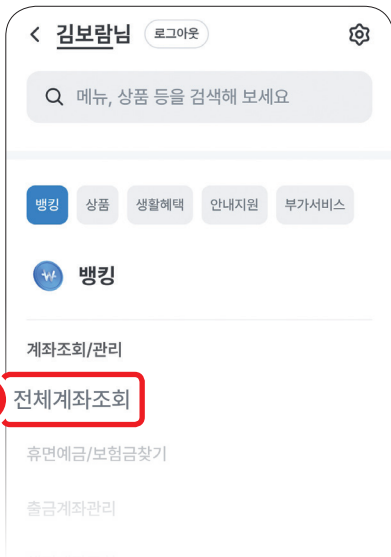 김보람님 로그아웃
메뉴, 상품 등을 검색해 보세요
뱅킹 상품 생활혜택 안내지원 부가서비스
뱅킹
계좌조회/관리
전체계좌조회
휴면예금/보험금찾기
출금계좌관리